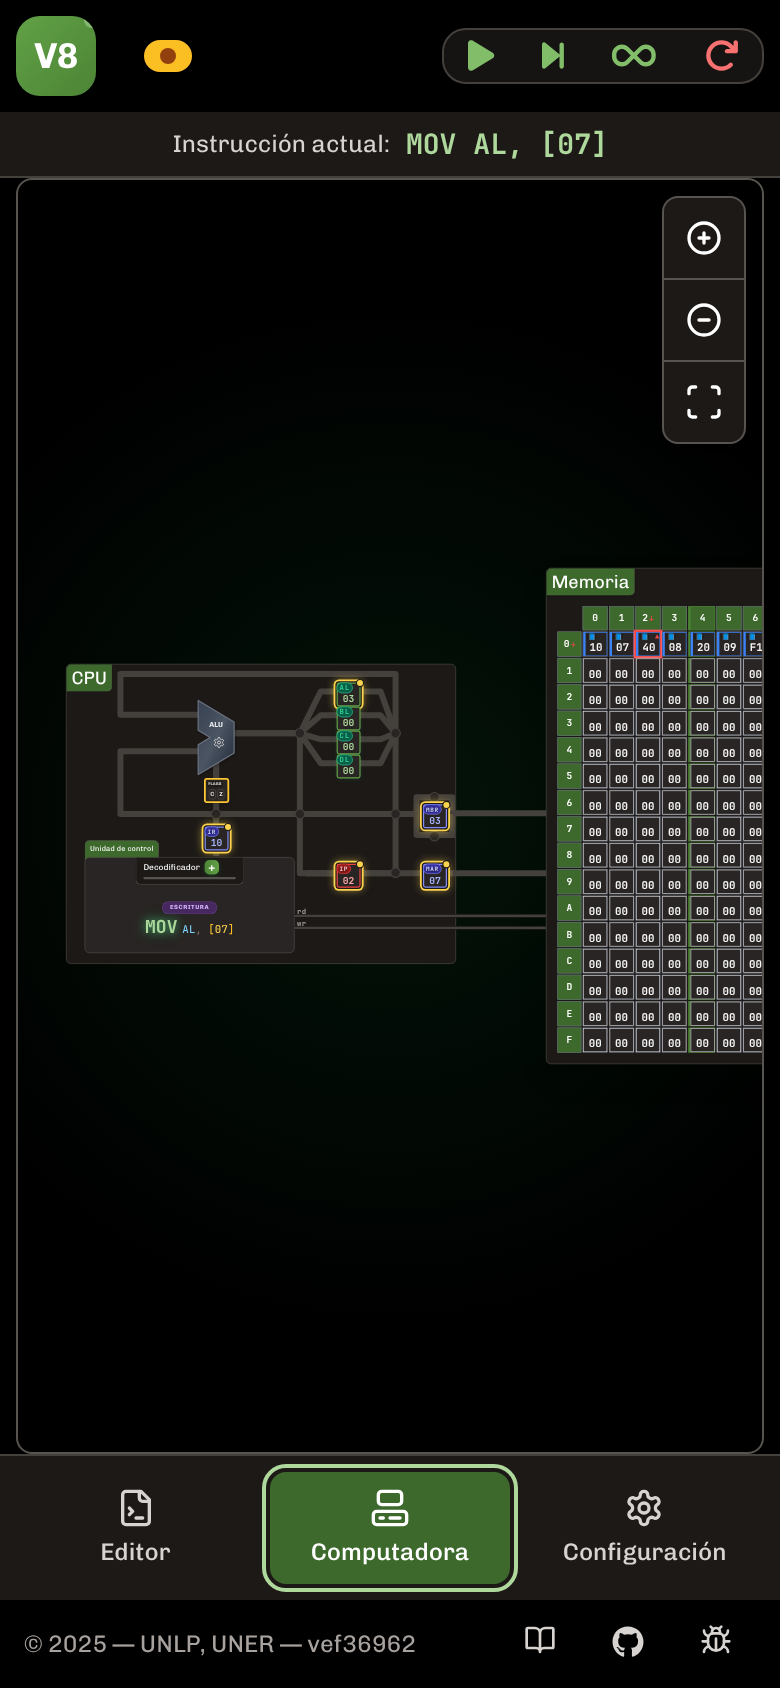 V8
Instrucción actual: MOV AL, [07]
Memoria
0 1 2 3 4 5 6
0 10 07 40 08 20 09 F1
1 00 00 00 00 00 00 00
2 00 00 00 00 00 00 00
3 00 00 00 00 00 00 00
4 00 00 00 00 00 00 00
5 00 00 00 00 00 00 00
6 00 00 00 00 00 00 00
7 00 00 00 00 00 00 00
8 00 00 00 00 00 00 00
9 00 00 00 00 00 00 00
A 00 00 00 00 00 00 00
B 00 00 00 00 00 00 00
C 00 00 00 00 00 00 00
D 00 00 00 00 00 00 00
E 00 00 00 00 00 00 00
F 00 00 00 00 00 00 00
CPU
AL
03
BL
00
CL
00
DL
00
ALU
FLAGS
C Z
IR
10
MBR
03
IP
02
MAR
07
Unidad de control
Decodificador
rd
wr
ESCRITURA
MOV AL, [07]
Editor
Computadora
Configuración
© 2025 — UNLP, UNER — vef36962